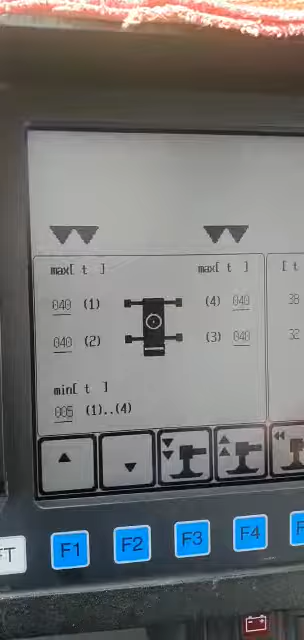 max[ t ] max[ t ] [ t
040 (1) (4) 040 38
040 (2) (3) 040 32
min[ t ]
005 (1)..(4)
FT F1 F2 F3 F4 F